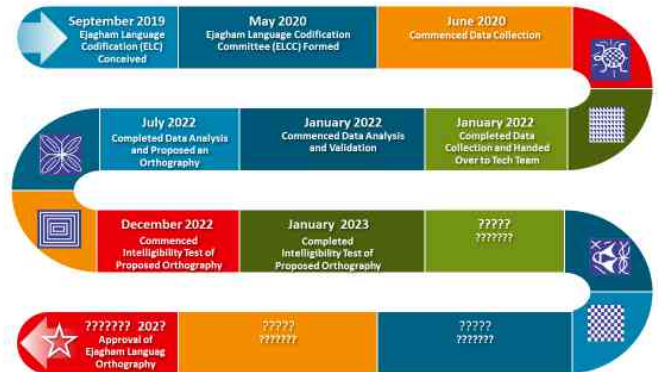 September 2019
Ejagham Language
Codification (ELC)
Conceived
May 2020
Ejagham Language Codification
Committee (ELCC) Formed
June 2020
Commenced Data Collection
January 2022
Completed Data
Collection and Handed
Over to Tech Team
January 2022
Commenced Data Analysis
and Validation
July 2022
Completed Data Analysis
and Proposed an
Orthography
December 2022
Commenced
Intelligibility Test of
Proposed Orthography
January 2023
Completed
Intelligibility Test of
Proposed Orthography
?????
???????
?????
???????
?????
???????
??????? 202?
Approval of
Ejagham Languag
Orthography